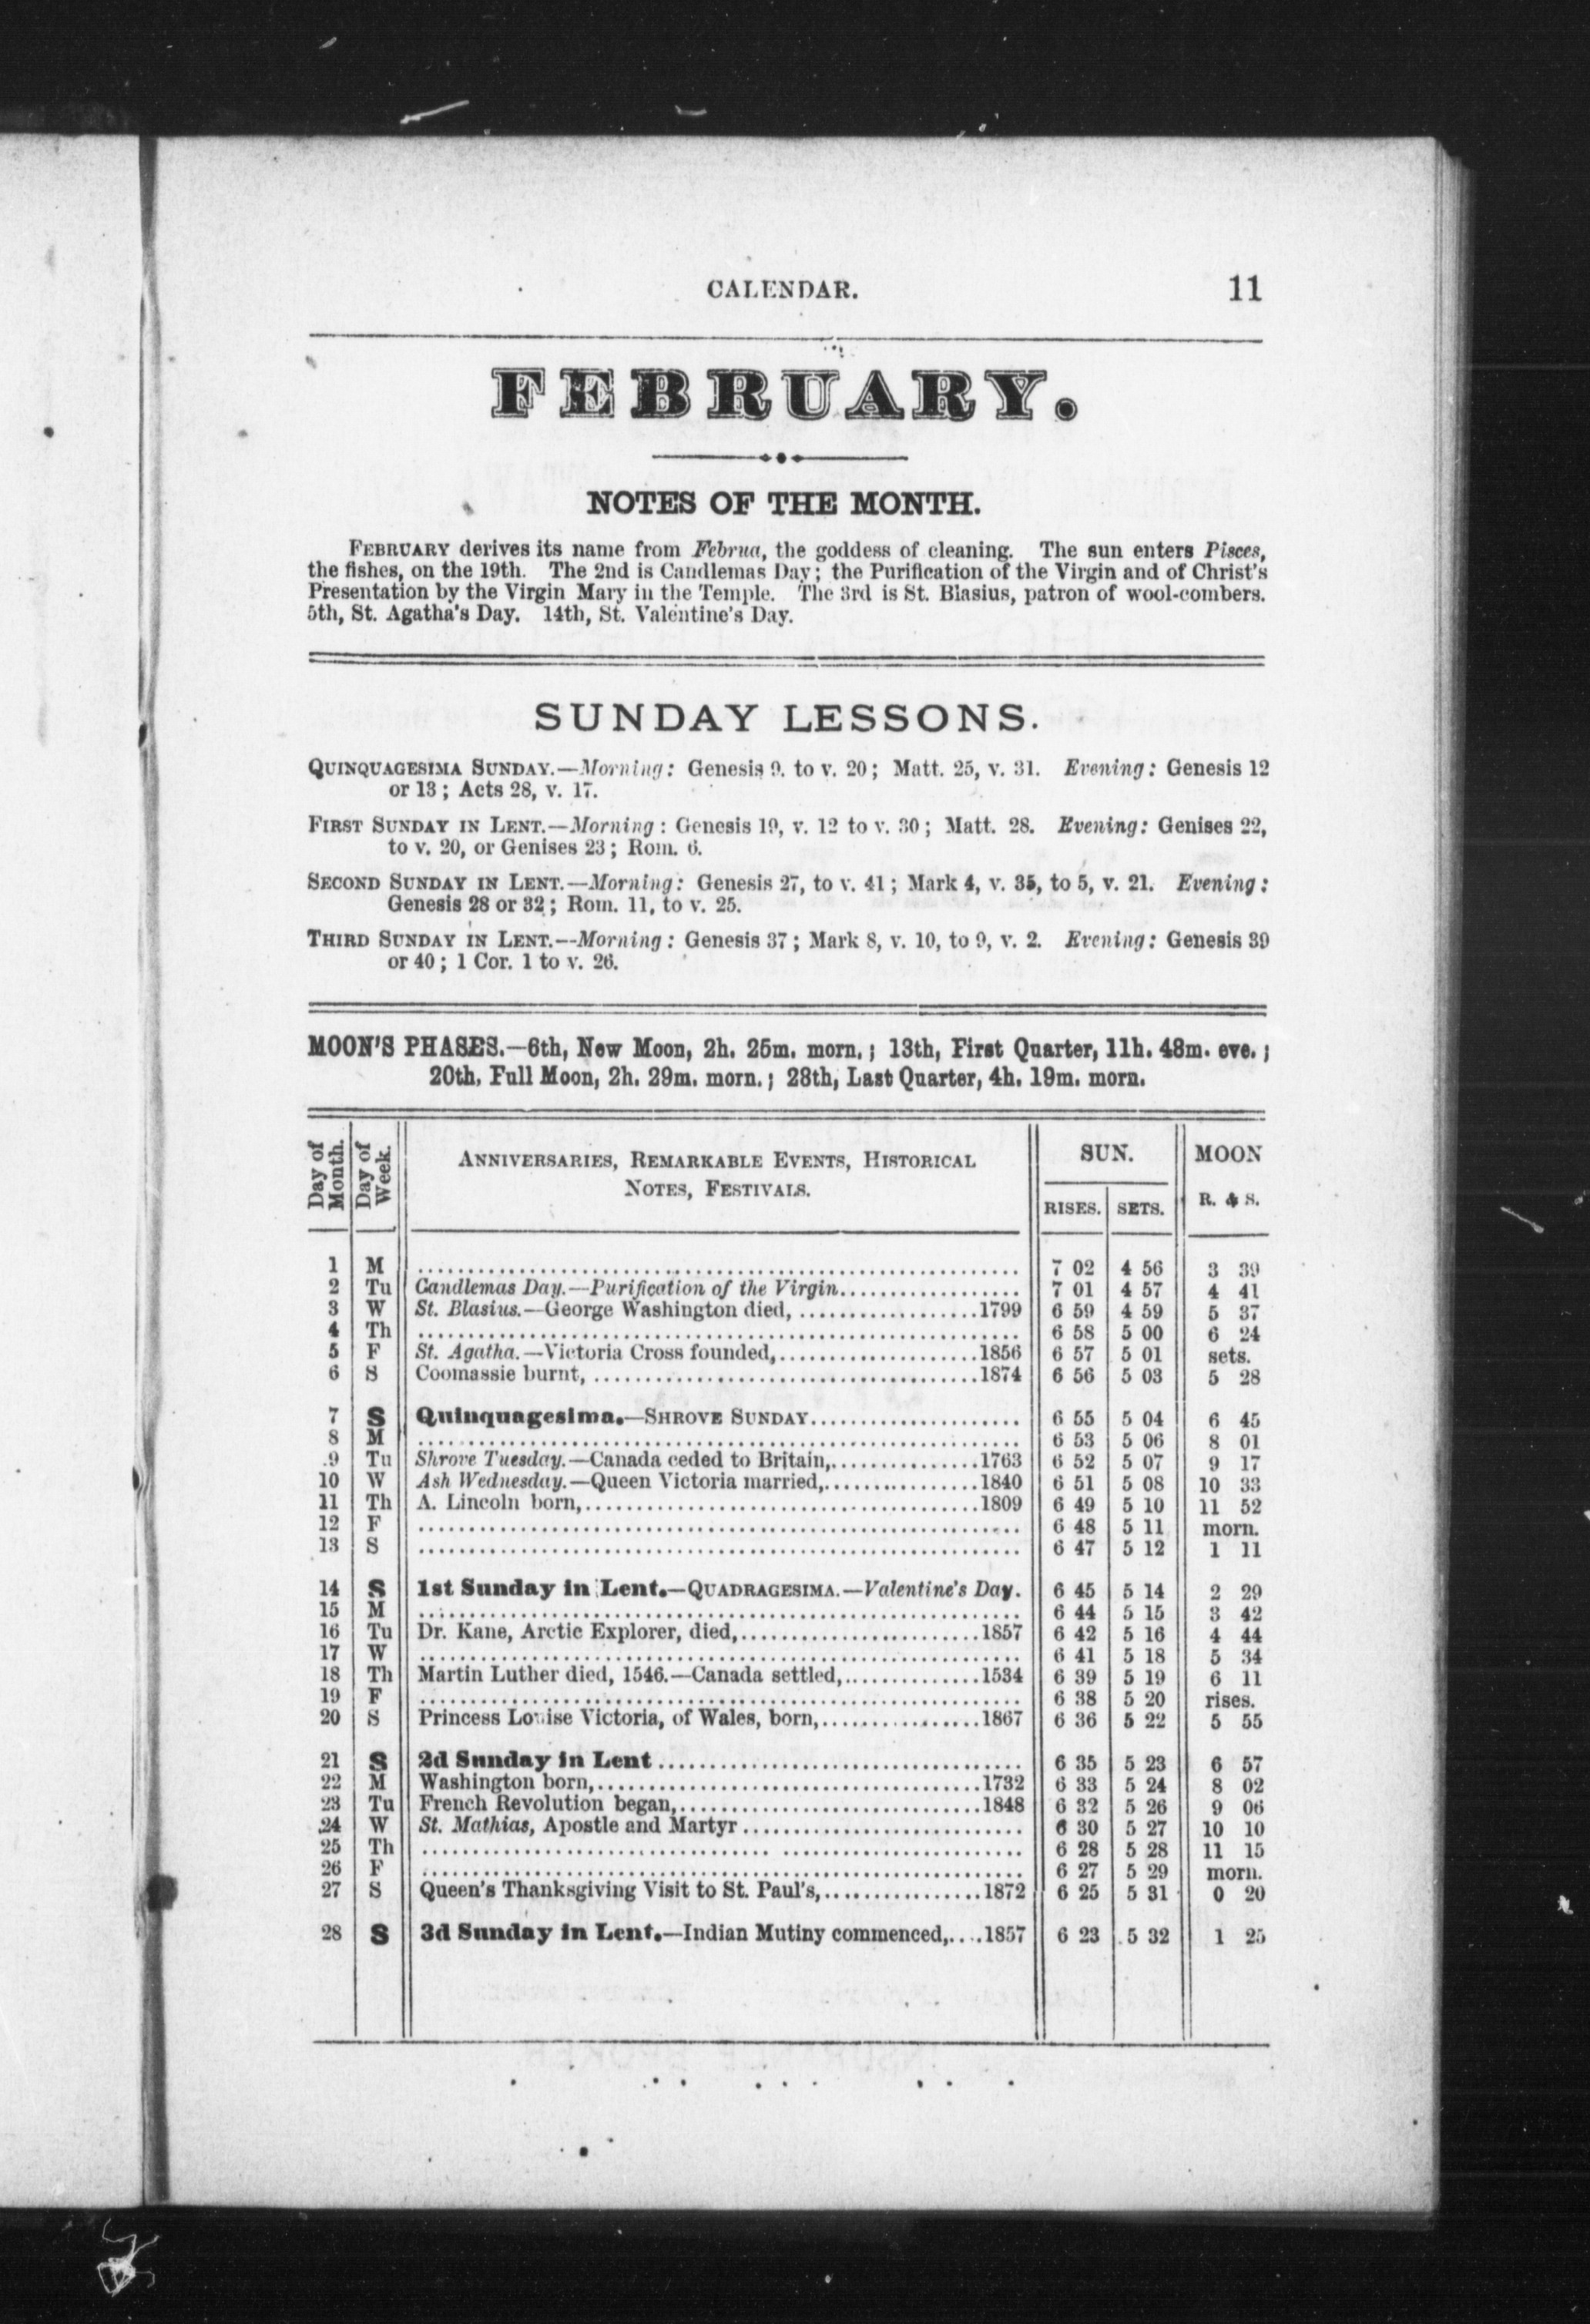 CALENDAR. 11
FEBRUARY.
NOTES OF THE MONTH.
FEBRUARY derives its name from Februa, the goddess of cleaning. The sun enters Pisces,
the fishes, on the 19th. The 2nd is Candlemas Day; the Purification of the Virgin and of Christ's
Presentation by the Virgin Mary in the Temple. The 3rd is St. Blasius, patron of wool-combers.
5th, St. Agatha's Day. 14th, St. Valentine's Day.
SUNDAY LESSONS.
QUINQUAGESIMA SUNDAY.—Morning: Genesis 9. to v. 20; Matt. 25, v. 31. Evening: Genesis 12
or 13; Acts 28, v. 17.
FIRST SUNDAY IN LENT.—Morning: Genesis 19, v. 12 to v. 30; Matt. 28. Evening: Genises 22,
to v. 20, or Genises 23; Rom. 6.
SECOND SUNDAY IN LENT.—Morning: Genesis 27, to v. 41; Mark 4, v. 35, to 5, v. 21. Evening:
Genesis 28 or 32; Rom. 11, to v. 25.
THIRD SUNDAY IN LENT.—Morning: Genesis 37; Mark 8, v. 10, to 9, v. 2. Evening: Genesis 39
or 40; 1 Cor. 1 to v. 26.
MOON'S PHASES.—6th, New Moon, 2h. 25m. morn.; 13th, First Quarter, 11h. 48m. eve.;
20th, Full Moon, 2h. 29m. morn.; 28th, Last Quarter, 4h. 19m. morn.
Day of Month. Day of Week. ANNIVERSARIES, REMARKABLE EVENTS, HISTORICAL NOTES, FESTIVALS. SUN. MOON
RISES. SETS. R. & S.
1 M 7 02 4 56 3 39
2 Tu Candlemas Day.—Purification of the Virgin 7 01 4 57 4 41
3 W St. Blasius.—George Washington died, 1799 6 59 4 59 5 37
4 Th 6 58 5 00 6 24
5 F St. Agatha.—Victoria Cross founded, 1856 6 57 5 01 sets.
6 S Coomassie burnt, 1874 6 56 5 03 5 28
7 S Quinquagesima.—SHROVE SUNDAY 6 55 5 04 6 45
8 M 6 53 5 06 8 01
9 Tu Shrove Tuesday.—Canada ceded to Britain, 1763 6 52 5 07 9 17
10 W Ash Wednesday.—Queen Victoria married, 1840 6 51 5 08 10 33
11 Th A. Lincoln born, 1809 6 49 5 10 11 52
12 F 6 48 5 11 morn.
13 S 6 47 5 12 1 11
14 S 1st Sunday in Lent.—QUADRAGESIMA.—Valentine's Day. 6 45 5 14 2 29
15 M 6 44 5 15 3 42
16 Tu Dr. Kane, Arctic Explorer, died, 1857 6 42 5 16 4 44
17 W 6 41 5 18 5 34
18 Th Martin Luther died, 1546.—Canada settled, 1534 6 39 5 19 6 11
19 F 6 38 5 20 rises.
20 S Princess Louise Victoria, of Wales, born, 1867 6 36 5 22 5 55
21 S 2d Sunday in Lent 6 35 5 23 6 57
22 M Washington born, 1732 6 33 5 24 8 02
23 Tu French Revolution began, 1848 6 32 5 26 9 06
24 W St. Mathias, Apostle and Martyr 6 30 5 27 10 10
25 Th 6 28 5 28 11 15
26 F 6 27 5 29 morn.
27 S Queen's Thanksgiving Visit to St. Paul's, 1872 6 25 5 31 0 20
28 S 3d Sunday in Lent.—Indian Mutiny commenced, 1857 6 23 5 32 1 25